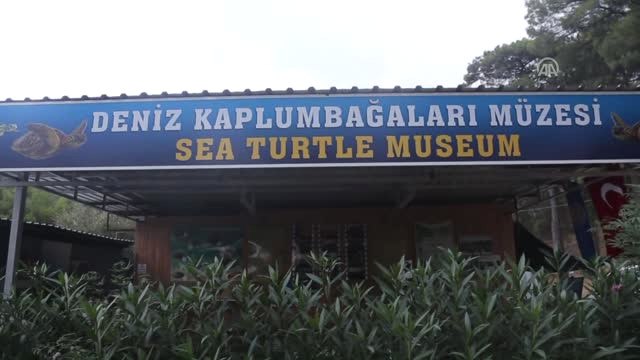 DENİZ KAPLUMBAĞALARI MÜZESİ
SEA TURTLE MUSEUM